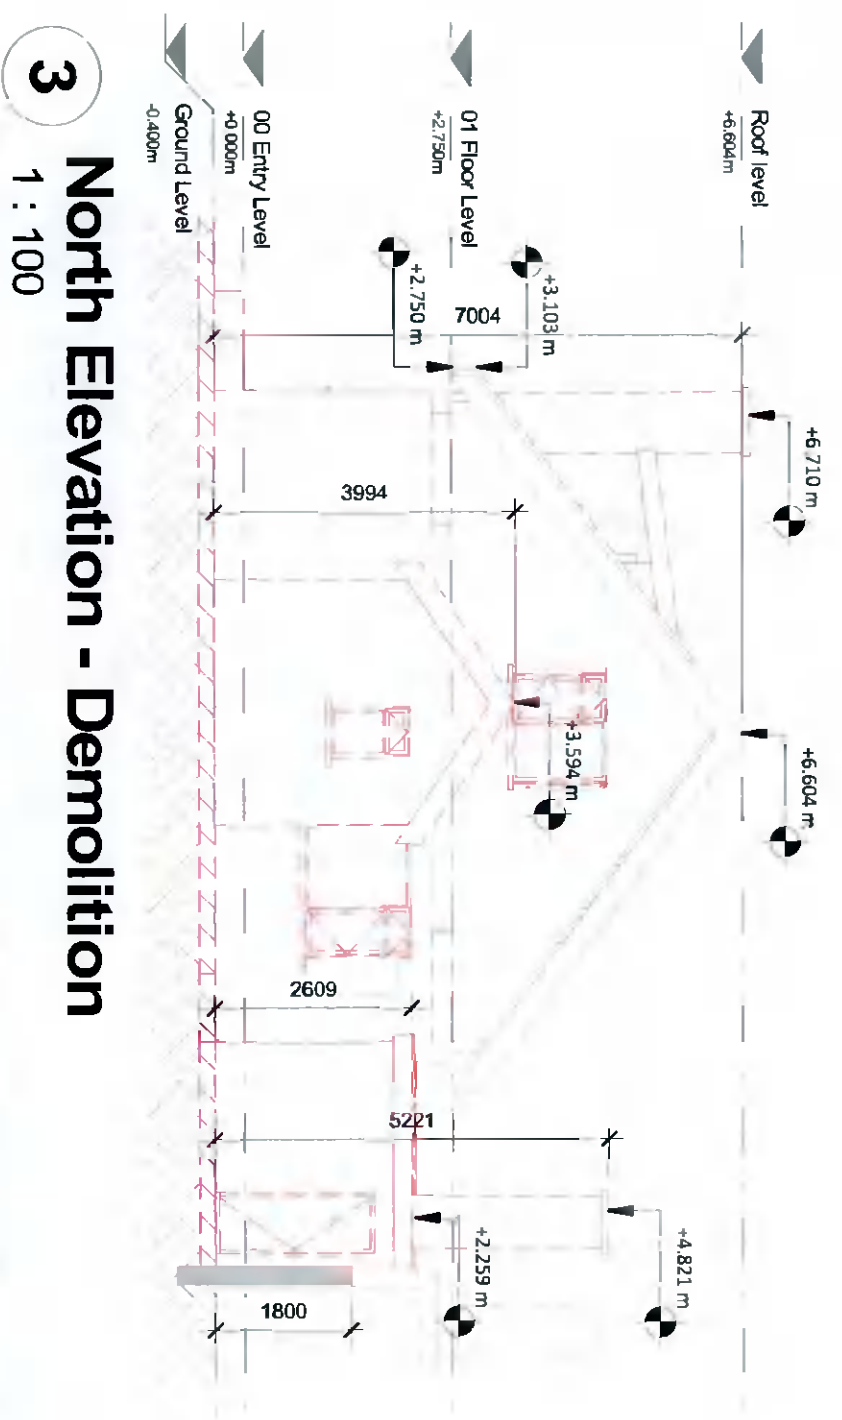 Roof level
+6.604m
01 Floor Level
+2.750m
00 Entry Level
+0.000m
Ground Level
-0.400m
+6.710 m
+6.604 m
+3.103 m
+2.750 m
7004
3994
+3.594 m
2609
5221
+4.821 m
+2.259 m
1800
3
North Elevation - Demolition
1 : 100